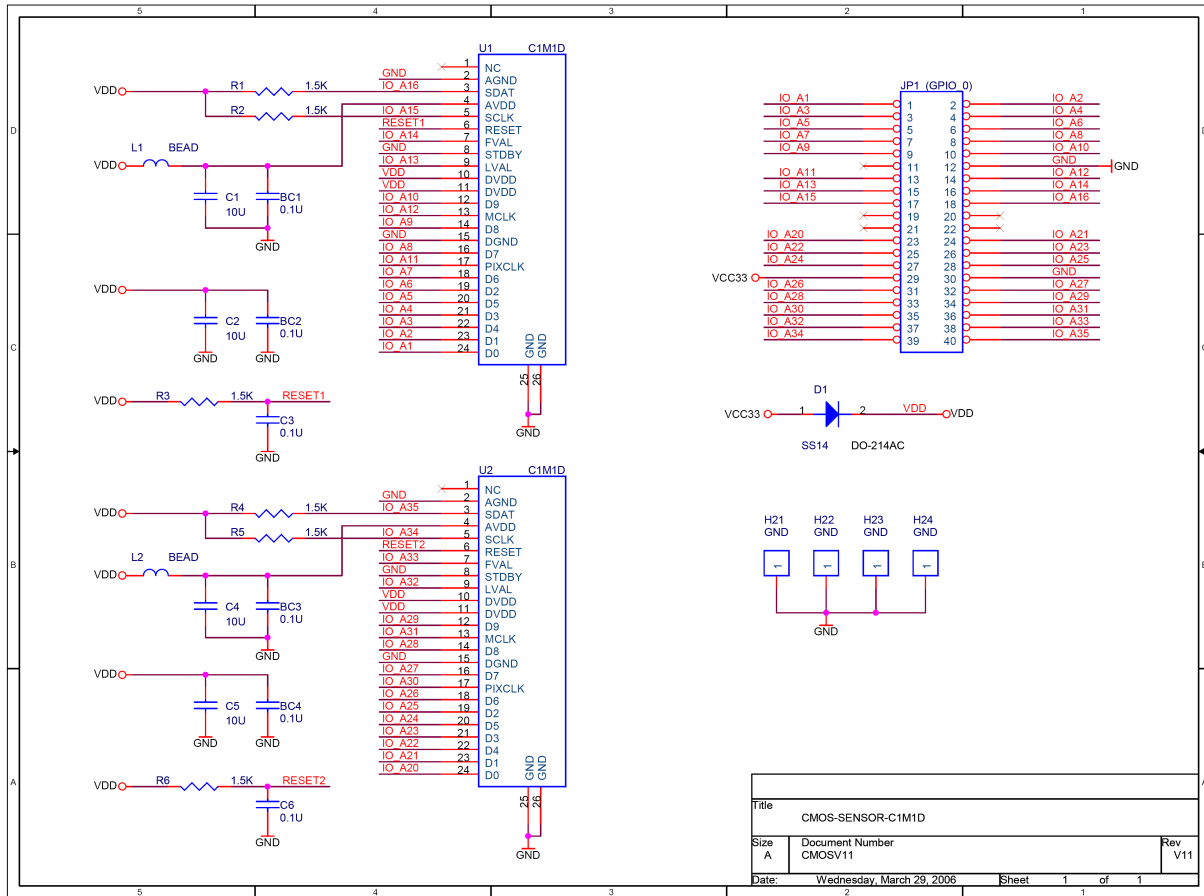 5 4 3 2 1
D
C
B
A
U1 C1M1D
VDD R1 1.5K
R2 1.5K
L1 BEAD
VDD
C1 BC1
10U 0.1U
GND
1 NC
GND 2 AGND
IO_A16 3 SDAT
4 AVDD
IO_A15 5 SCLK
RESET1 6 RESET
IO_A14 7 FVAL
GND 8 STDBY
IO_A13 9 LVAL
VDD 10 DVDD
VDD 11 DVDD
IO_A10 12 D9
IO_A12 13 MCLK
IO_A9 14 D8
GND 15 DGND
IO_A8 16 D7
IO_A11 17 PIXCLK
IO_A7 18 D6
IO_A6 19 D2
IO_A5 20 D5
IO_A4 21 D3
IO_A3 22 D4
IO_A2 23 D1
IO_A1 24 D0
GND GND
25 26
GND
VDD
C2 BC2
10U 0.1U
GND GND
VDD R3 1.5K RESET1
C3
0.1U
GND
JP1 (GPIO_0)
IO_A1 1 2 IO_A2
IO_A3 3 4 IO_A4
IO_A5 5 6 IO_A6
IO_A7 7 8 IO_A8
IO_A9 9 10 IO_A10
11 12 GND GND
IO_A11 13 14 IO_A12
IO_A13 15 16 IO_A14
IO_A15 17 18 IO_A16
19 20
21 22
IO_A20 23 24 IO_A21
IO_A22 25 26 IO_A23
IO_A24 27 28 IO_A25
VCC33 29 30 GND
IO_A26 31 32 IO_A27
IO_A28 33 34 IO_A29
IO_A30 35 36 IO_A31
IO_A32 37 38 IO_A33
IO_A34 39 40 IO_A35
D1
VCC33 1 2 VDD VDD
SS14 DO-214AC
U2 C1M1D
VDD R4 1.5K
R5 1.5K
L2 BEAD
VDD
C4 BC3
10U 0.1U
GND
1 NC
GND 2 AGND
IO_A35 3 SDAT
4 AVDD
IO_A34 5 SCLK
RESET2 6 RESET
IO_A33 7 FVAL
GND 8 STDBY
IO_A32 9 LVAL
VDD 10 DVDD
VDD 11 DVDD
IO_A29 12 D9
IO_A31 13 MCLK
IO_A28 14 D8
GND 15 DGND
IO_A27 16 D7
IO_A30 17 PIXCLK
IO_A26 18 D6
IO_A25 19 D2
IO_A24 20 D5
IO_A23 21 D3
IO_A22 22 D4
IO_A21 23 D1
IO_A20 24 D0
GND GND
25 26
GND
VDD
C5 BC4
10U 0.1U
GND GND
VDD R6 1.5K RESET2
C6
0.1U
GND
H21 H22 H23 H24
GND GND GND GND
1 1 1 1
GND
Title
CMOS-SENSOR-C1M1D
Size Document Number Rev
A CMOSV11 V11
Date: Wednesday, March 29, 2006 Sheet 1 of 1
5 4 3 2 1